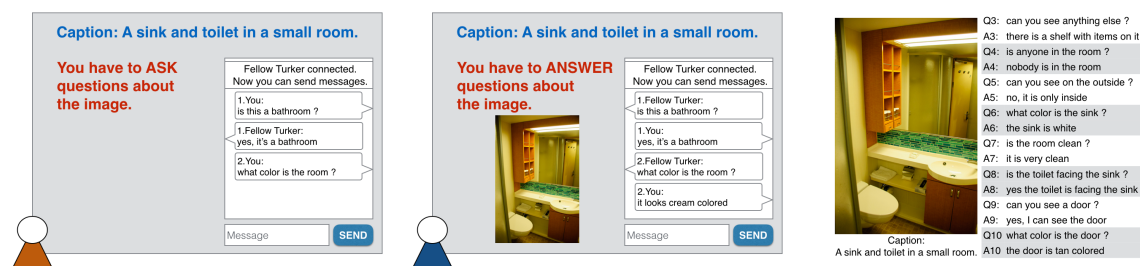 Caption: A sink and toilet in a small room.
You have to ASK
questions about
the image.
Fellow Turker connected.
Now you can send messages.
1.You:
is this a bathroom ?
1.Fellow Turker:
yes, it's a bathroom
2.You:
what color is the room ?
Message
SEND
Caption: A sink and toilet in a small room.
You have to ANSWER
questions about
the image.
Fellow Turker connected.
Now you can send messages.
1.Fellow Turker:
is this a bathroom ?
1.You:
yes, it's a bathroom
2.Fellow Turker:
what color is the room ?
2.You:
it looks cream colored
Message
SEND
Caption:
A sink and toilet in a small room.
Q3: can you see anything else ?
A3: there is a shelf with items on it
Q4: is anyone in the room ?
A4: nobody is in the room
Q5: can you see on the outside ?
A5: no, it is only inside
Q6: what color is the sink ?
A6: the sink is white
Q7: is the room clean ?
A7: it is very clean
Q8: is the toilet facing the sink ?
A8: yes the toilet is facing the sink
Q9: can you see a door ?
A9: yes, I can see the door
Q10 what color is the door ?
A10 the door is tan colored